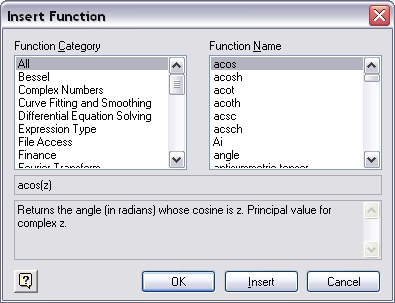 Insert Function
Function Category
Function Name
All
Bessel
Complex Numbers
Curve Fitting and Smoothing
Differential Equation Solving
Expression Type
File Access
Finance
Fourier Transform
acos
acosh
acot
acoth
acsc
acsch
Ai
angle
antisymmetric tensor
acos(z)
Returns the angle (in radians) whose cosine is z. Principal value for
complex z.
?
OK
Insert
Cancel